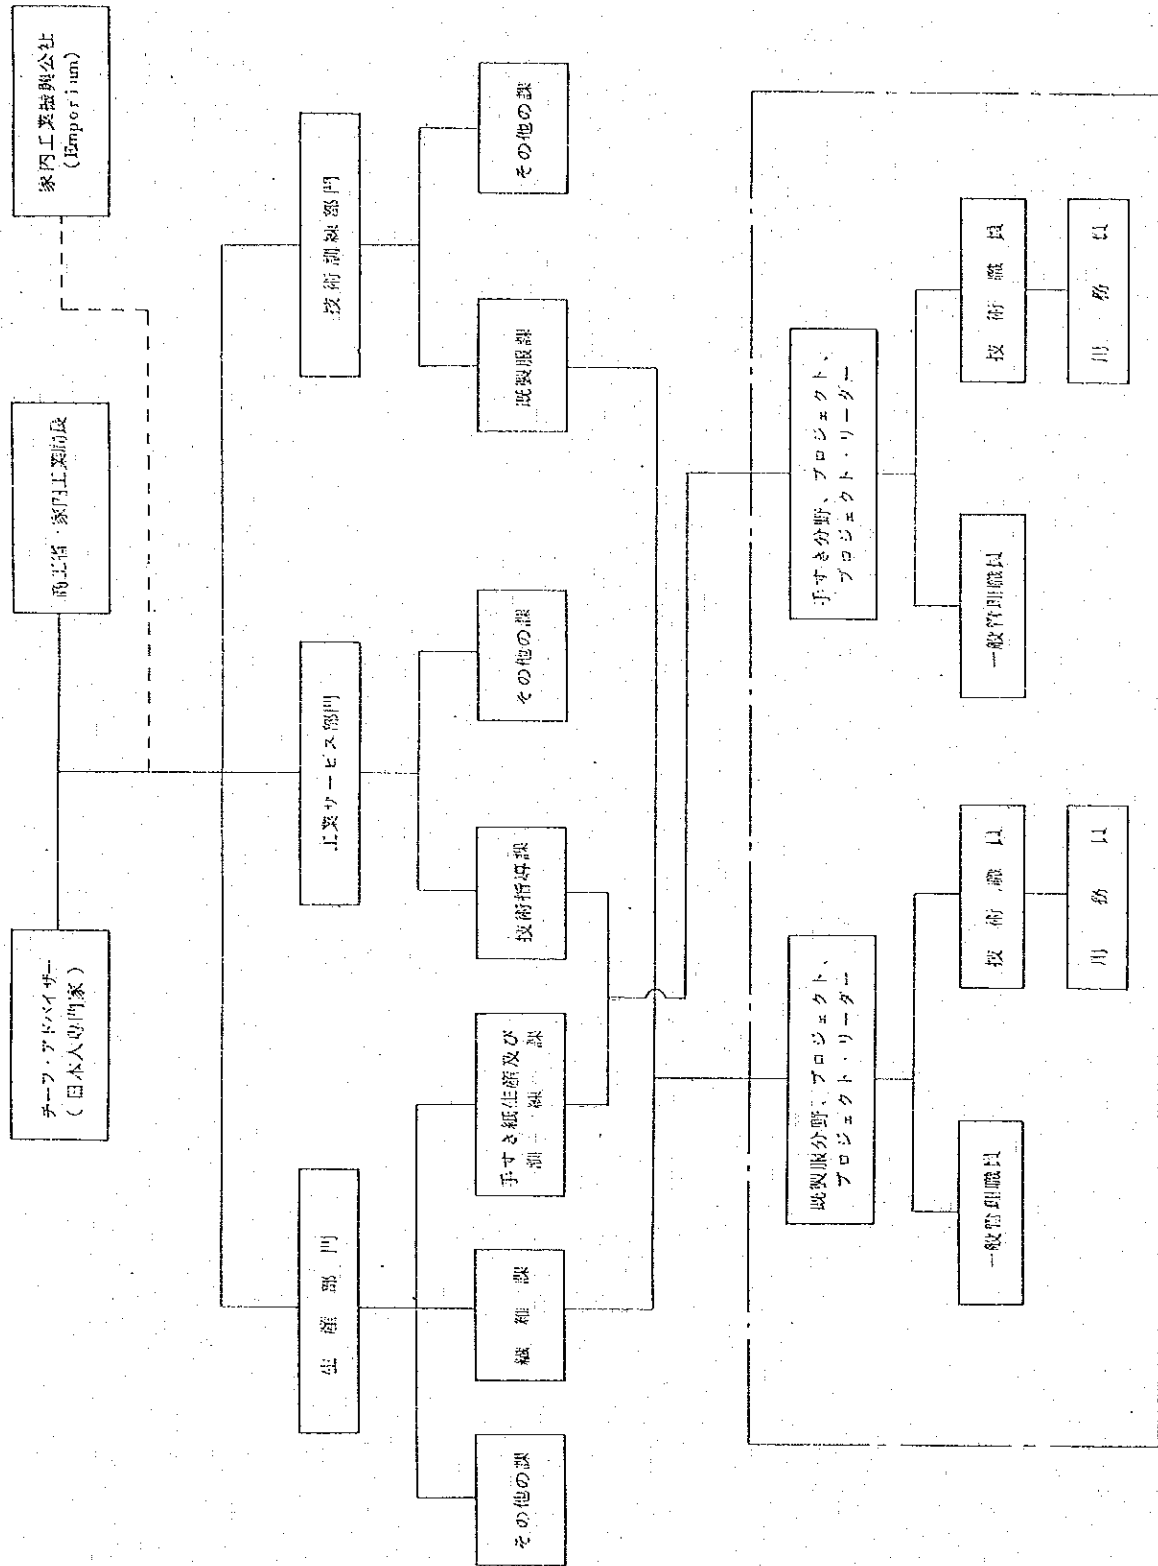 チーフ・アドバイザー
(日本人専門家)
商工省・家内工業局長
家内工業振興公社
(Emporium)
生産部門
工業サービス部門
技術訓練部門
その他の課
繊維課
手すき紙生産及び
訓練課
技術指導課
その他の課
既製服課
その他の課
既製服分野、プロジェクト、
プロジェクト・リーダー
手すき分野、プロジェクト、
プロジェクト・リーダー
一般管理職員
技術職員
一般管理職員
技術職員
用務員
用務員